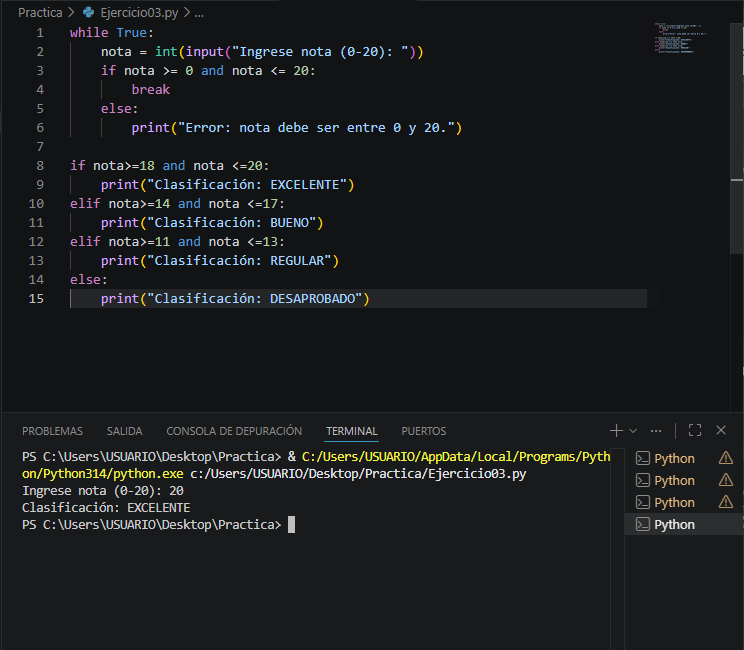 Practica > Ejercicio03.py > ...
1 while True:
2 nota = int(input("Ingrese nota (0-20): "))
3 if nota >= 0 and nota <= 20:
4 break
5 else:
6 print("Error: nota debe ser entre 0 y 20.")
7
8 if nota>=18 and nota <=20:
9 print("Clasificación: EXCELENTE")
10 elif nota>=14 and nota <=17:
11 print("Clasificación: BUENO")
12 elif nota>=11 and nota <=13:
13 print("Clasificación: REGULAR")
14 else:
15 print("Clasificación: DESAPROBADO")
PROBLEMAS SALIDA CONSOLA DE DEPURACIÓN TERMINAL PUERTOS
PS C:\Users\USUARIO\Desktop\Practica> & C:/Users/USUARIO/AppData/Local/Programs/Pyth
on/Python314/python.exe c:/Users/USUARIO/Desktop/Practica/Ejercicio03.py
Ingrese nota (0-20): 20
Clasificación: EXCELENTE
PS C:\Users\USUARIO\Desktop\Practica>
Python
Python
Python
Python